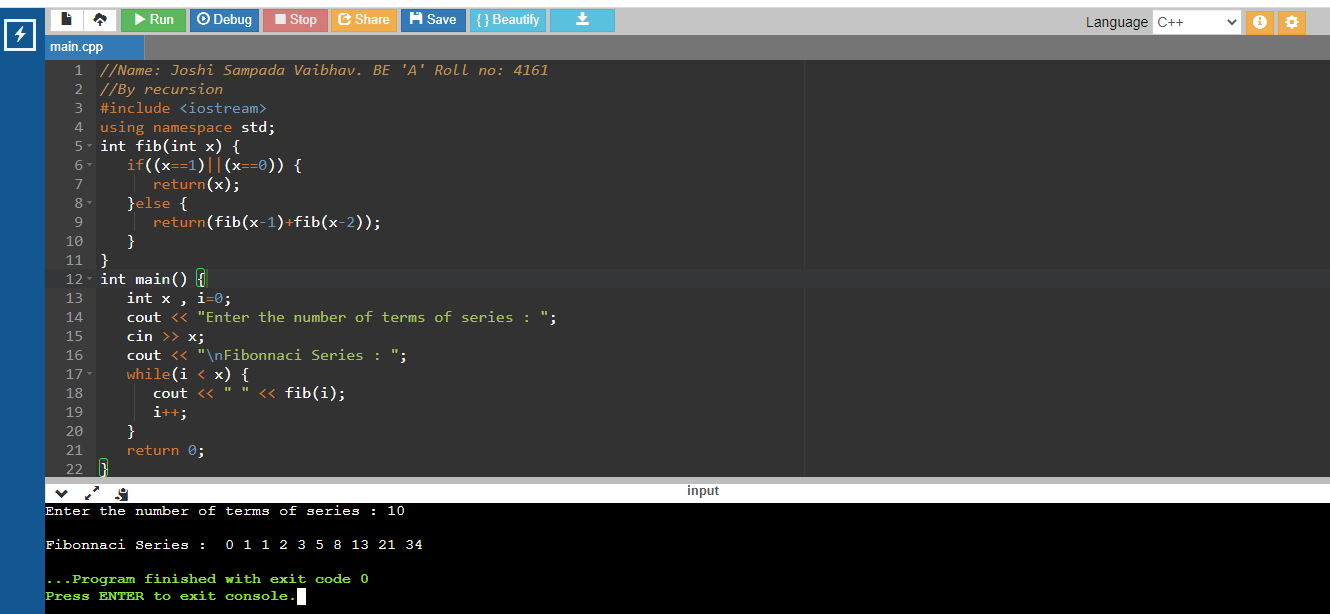 Run Debug Stop Share Save { } Beautify Language C++
main.cpp
1 //Name: Joshi Sampada Vaibhav. BE 'A' Roll no: 4161
2 //By recursion
3 #include <iostream>
4 using namespace std;
5 int fib(int x) {
6 if((x==1)||(x==0)) {
7 return(x);
8 }else {
9 return(fib(x-1)+fib(x-2));
10 }
11 }
12 int main() {
13 int x , i=0;
14 cout << "Enter the number of terms of series : ";
15 cin >> x;
16 cout << "\nFibonnaci Series : ";
17 while(i < x) {
18 cout << " " << fib(i);
19 i++;
20 }
21 return 0;
22 }
input
Enter the number of terms of series : 10
Fibonnaci Series :  0 1 1 2 3 5 8 13 21 34
...Program finished with exit code 0
Press ENTER to exit console.